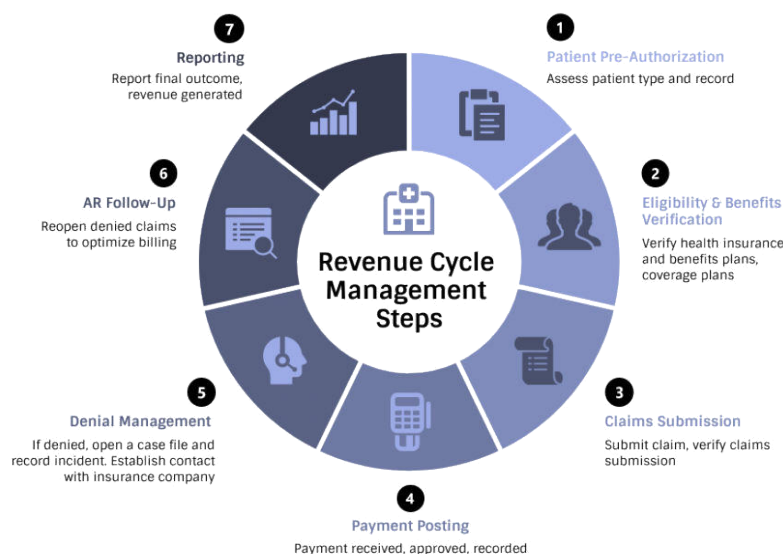 Revenue Cycle
Management
Steps
1
Patient Pre-Authorization
Assess patient type and record
2
Eligibility & Benefits
Verification
Verify health insurance
and benefits plans,
coverage plans
3
Claims Submission
Submit claim, verify claims
submission
4
Payment Posting
Payment received, approved, recorded
5
Denial Management
If denied, open a case file and
record incident. Establish contact
with insurance company
6
AR Follow-Up
Reopen denied claims
to optimize billing
7
Reporting
Report final outcome,
revenue generated